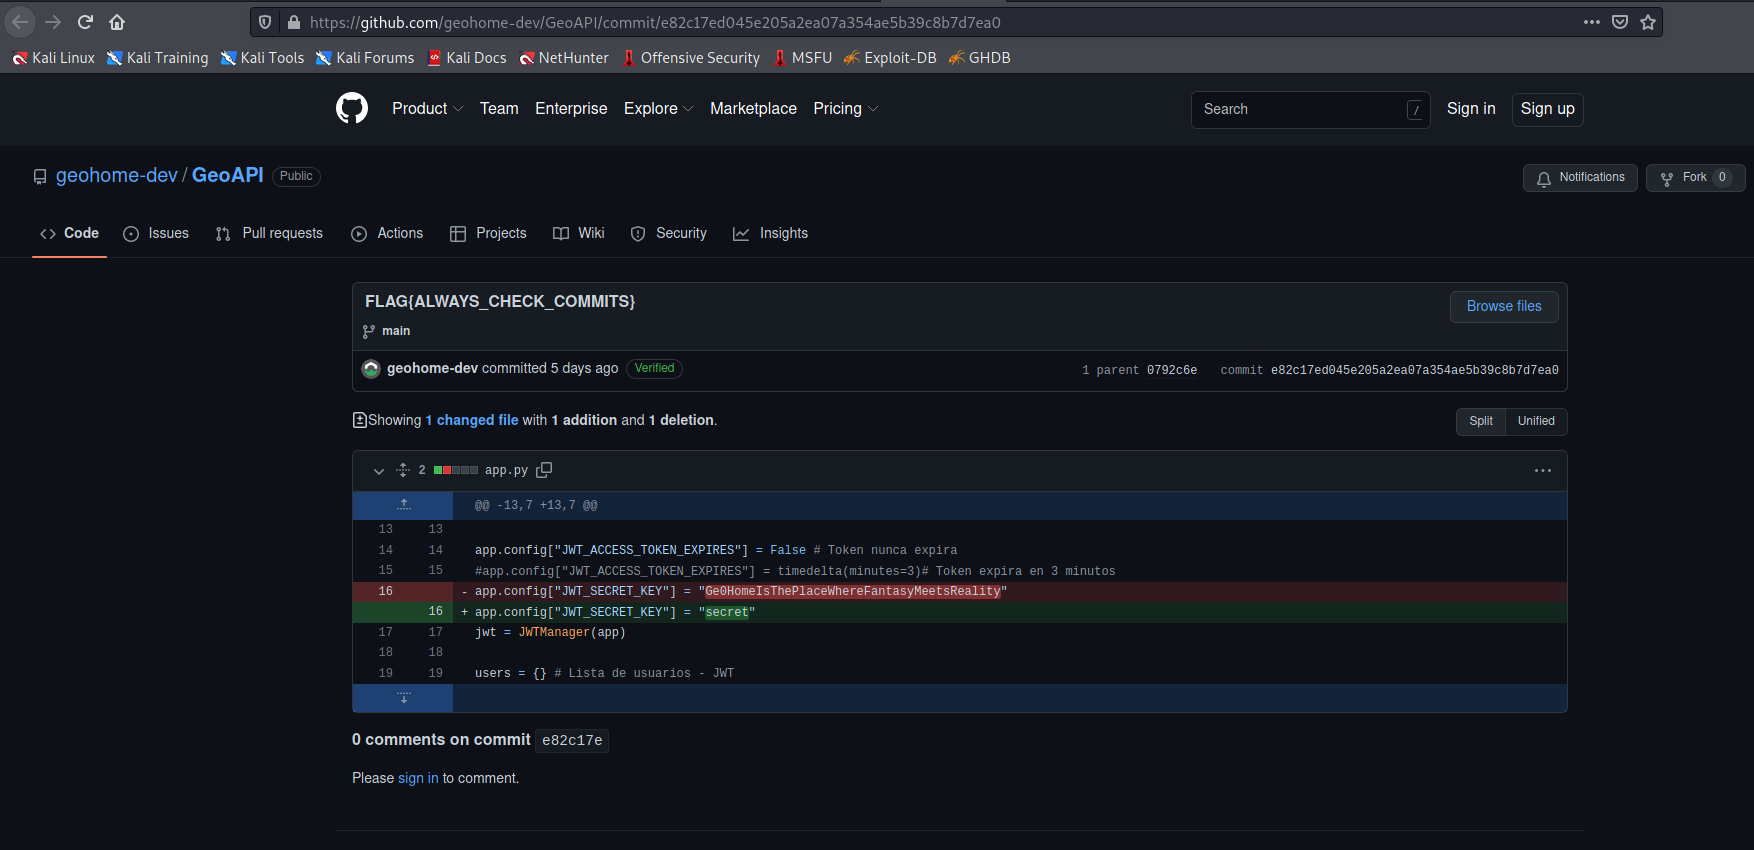 https://github.com/geohome-dev/GeoAPI/commit/e82c17ed045e205a2ea07a354ae5b39c8b7d7ea0
Kali Linux Kali Training Kali Tools Kali Forums Kali Docs NetHunter Offensive Security MSFU Exploit-DB GHDB
Product Team Enterprise Explore Marketplace Pricing Search / Sign in Sign up
geohome-dev / GeoAPI Public Notifications Fork 0
<> Code Issues Pull requests Actions Projects Wiki Security Insights
FLAG{ALWAYS_CHECK_COMMITS} Browse files
main
geohome-dev committed 5 days ago Verified 1 parent 0792c6e commit e82c17ed045e205a2ea07a354ae5b39c8b7d7ea0
Showing 1 changed file with 1 addition and 1 deletion. Split Unified
2 app.py
@@ -13,7 +13,7 @@
13 13
14 14 app.config["JWT_ACCESS_TOKEN_EXPIRES"] = False # Token nunca expira
15 15 #app.config["JWT_ACCESS_TOKEN_EXPIRES"] = timedelta(minutes=3)# Token expira en 3 minutos
16 - app.config["JWT_SECRET_KEY"] = "Ge0HomeIsThePlaceWhereFantasyMeetsReality"
16 + app.config["JWT_SECRET_KEY"] = "secret"
17 17 jwt = JWTManager(app)
18 18
19 19 users = {} # Lista de usuarios - JWT
0 comments on commit e82c17e
Please sign in to comment.